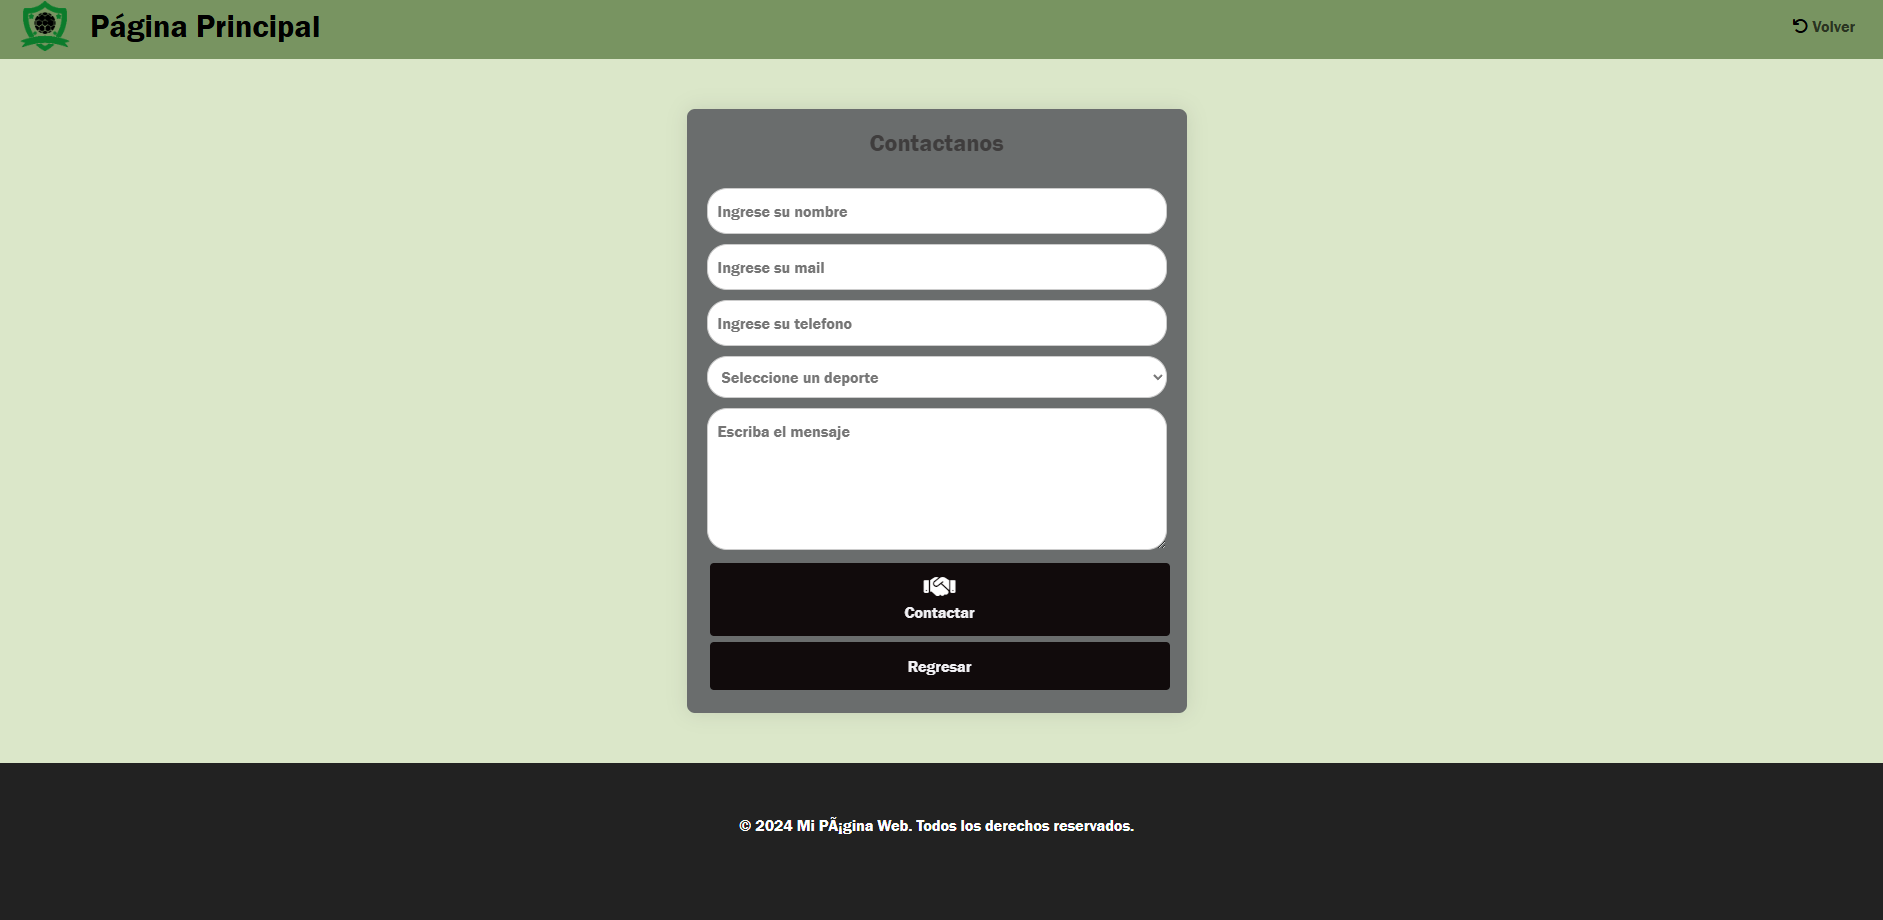 Página Principal
Volver
Contactanos
Ingrese su nombre
Ingrese su mail
Ingrese su telefono
Seleccione un deporte
Escriba el mensaje
Contactar
Regresar
© 2024 Mi PÃ¡gina Web. Todos los derechos reservados.